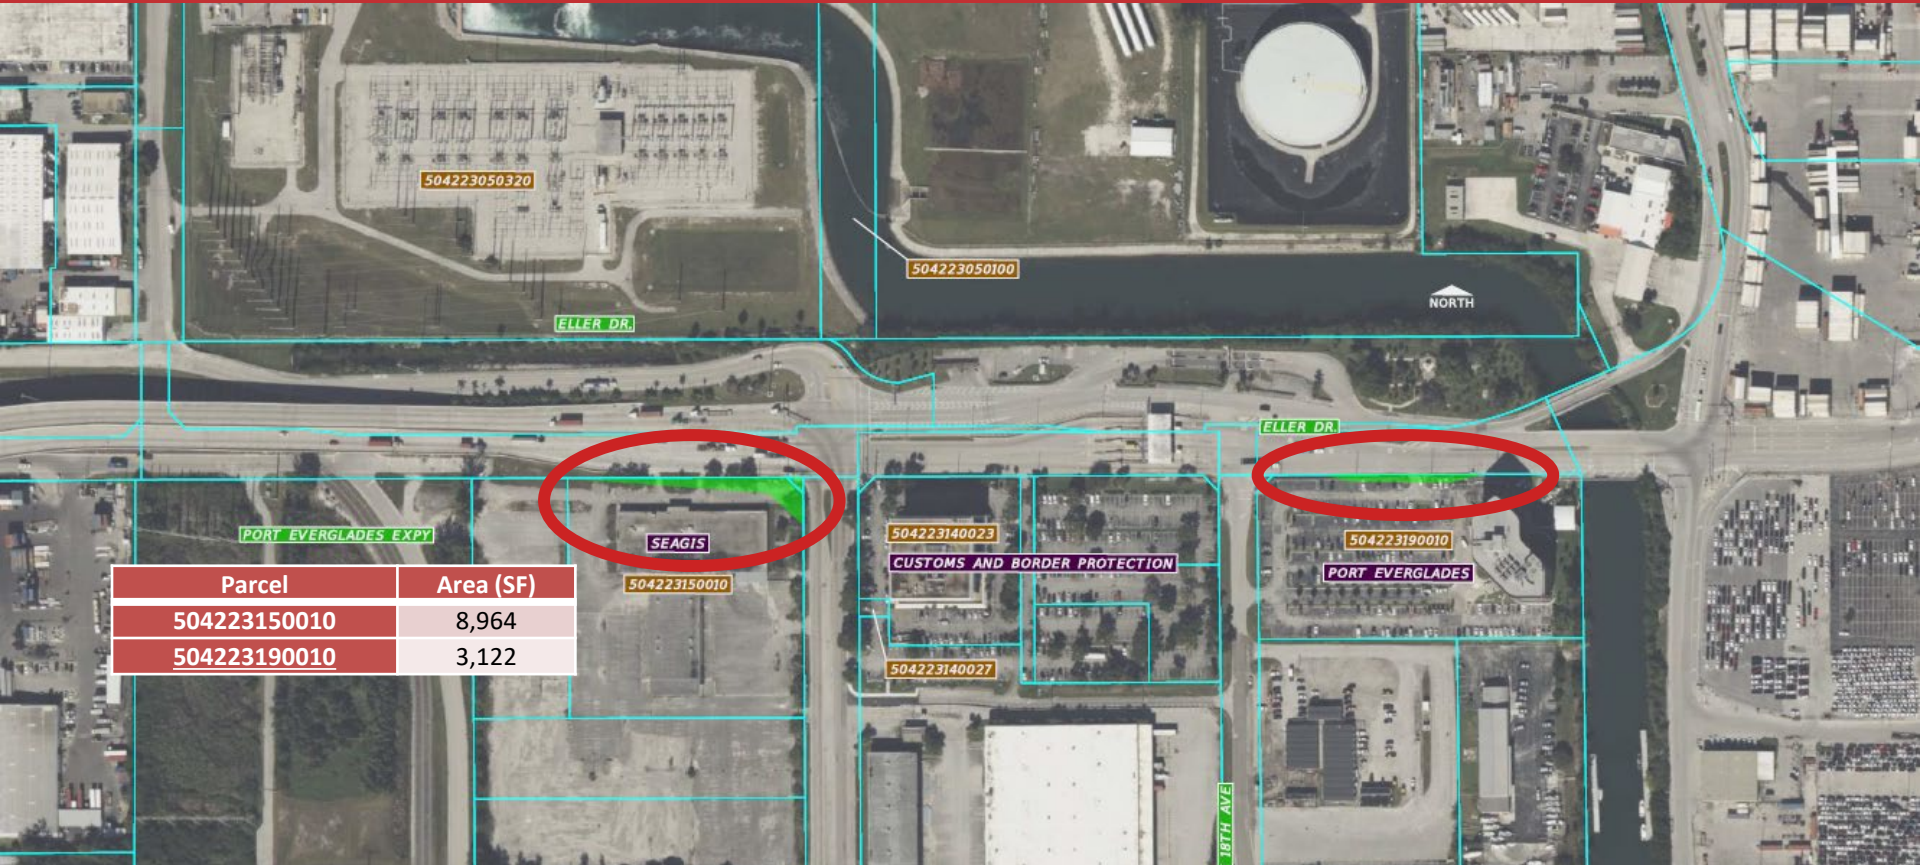 504223050320
504223050100
NORTH
ELLER DR.
ELLER DR.
PORT EVERGLADES EXPY
SEAGIS
504223150010
504223140023
CUSTOMS AND BORDER PROTECTION
504223140027
504223190010
PORT EVERGLADES
18TH AVE
Parcel Area (SF)
504223150010 8,964
504223190010 3,122